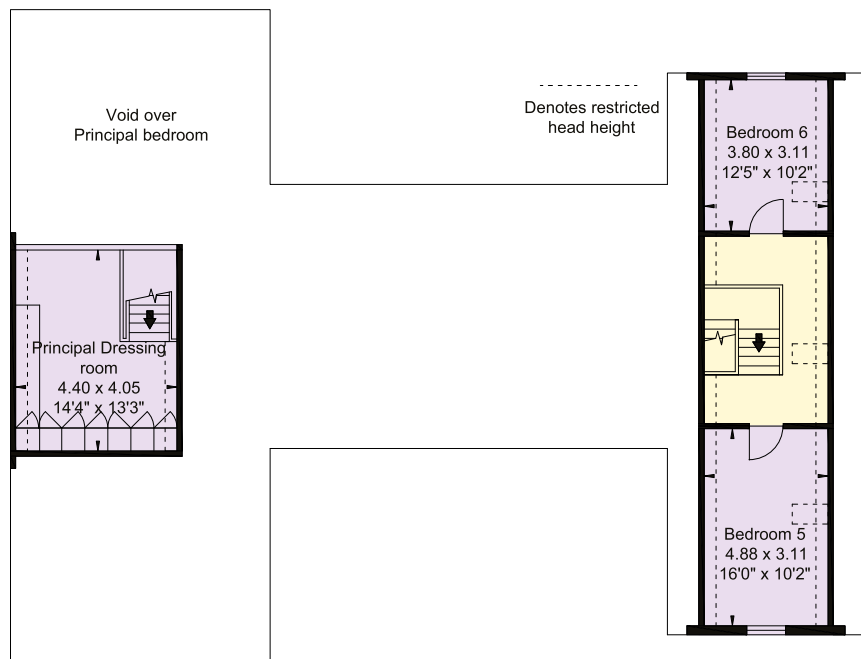 Void over
Principal bedroom
Denotes restricted
head height
Bedroom 6
3.80 x 3.11
12'5" x 10'2"
Principal Dressing
room
4.40 x 4.05
14'4" x 13'3"
Bedroom 5
4.88 x 3.11
16'0" x 10'2"